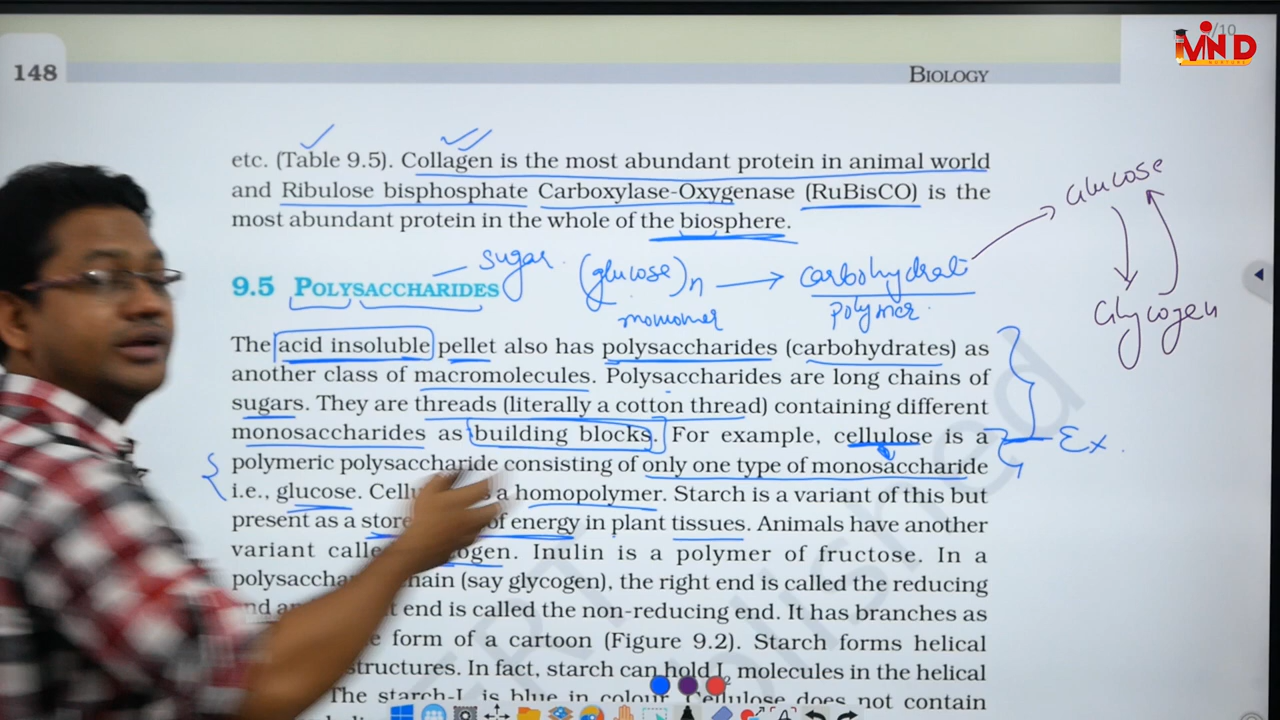 148
BIOLOGY
/10
MIND
etc. (Table 9.5). Collagen is the most abundant protein in animal world
and Ribulose bisphosphate Carboxylase-Oxygenase (RuBisCO) is the
most abundant protein in the whole of the biosphere.
Glucose
Glycogen
sugar
(glucose)n → carbohydrat
monomer
polymer
9.5 POLYSACCHARIDES
The acid insoluble pellet also has polysaccharides (carbohydrates) as
another class of macromolecules. Polysaccharides are long chains of
sugars. They are threads (literally a cotton thread) containing different
monosaccharides as building blocks. For example, cellulose is a
Ex
polymeric polysaccharide consisting of only one type of monosaccharide
i.e., glucose. a homopolymer. Starch is a variant of this but
present as a store of energy in plant tissues. Animals have another
variant Inulin is a polymer of fructose. In a
(say glycogen), the right end is called the reducing
end is called the non-reducing end. It has branches as
form of a cartoon (Figure 9.2). Starch forms helical
structures. In fact, starch can hold I2 molecules in the helical
The starch-I is blue in colour. Cellulose does not contain